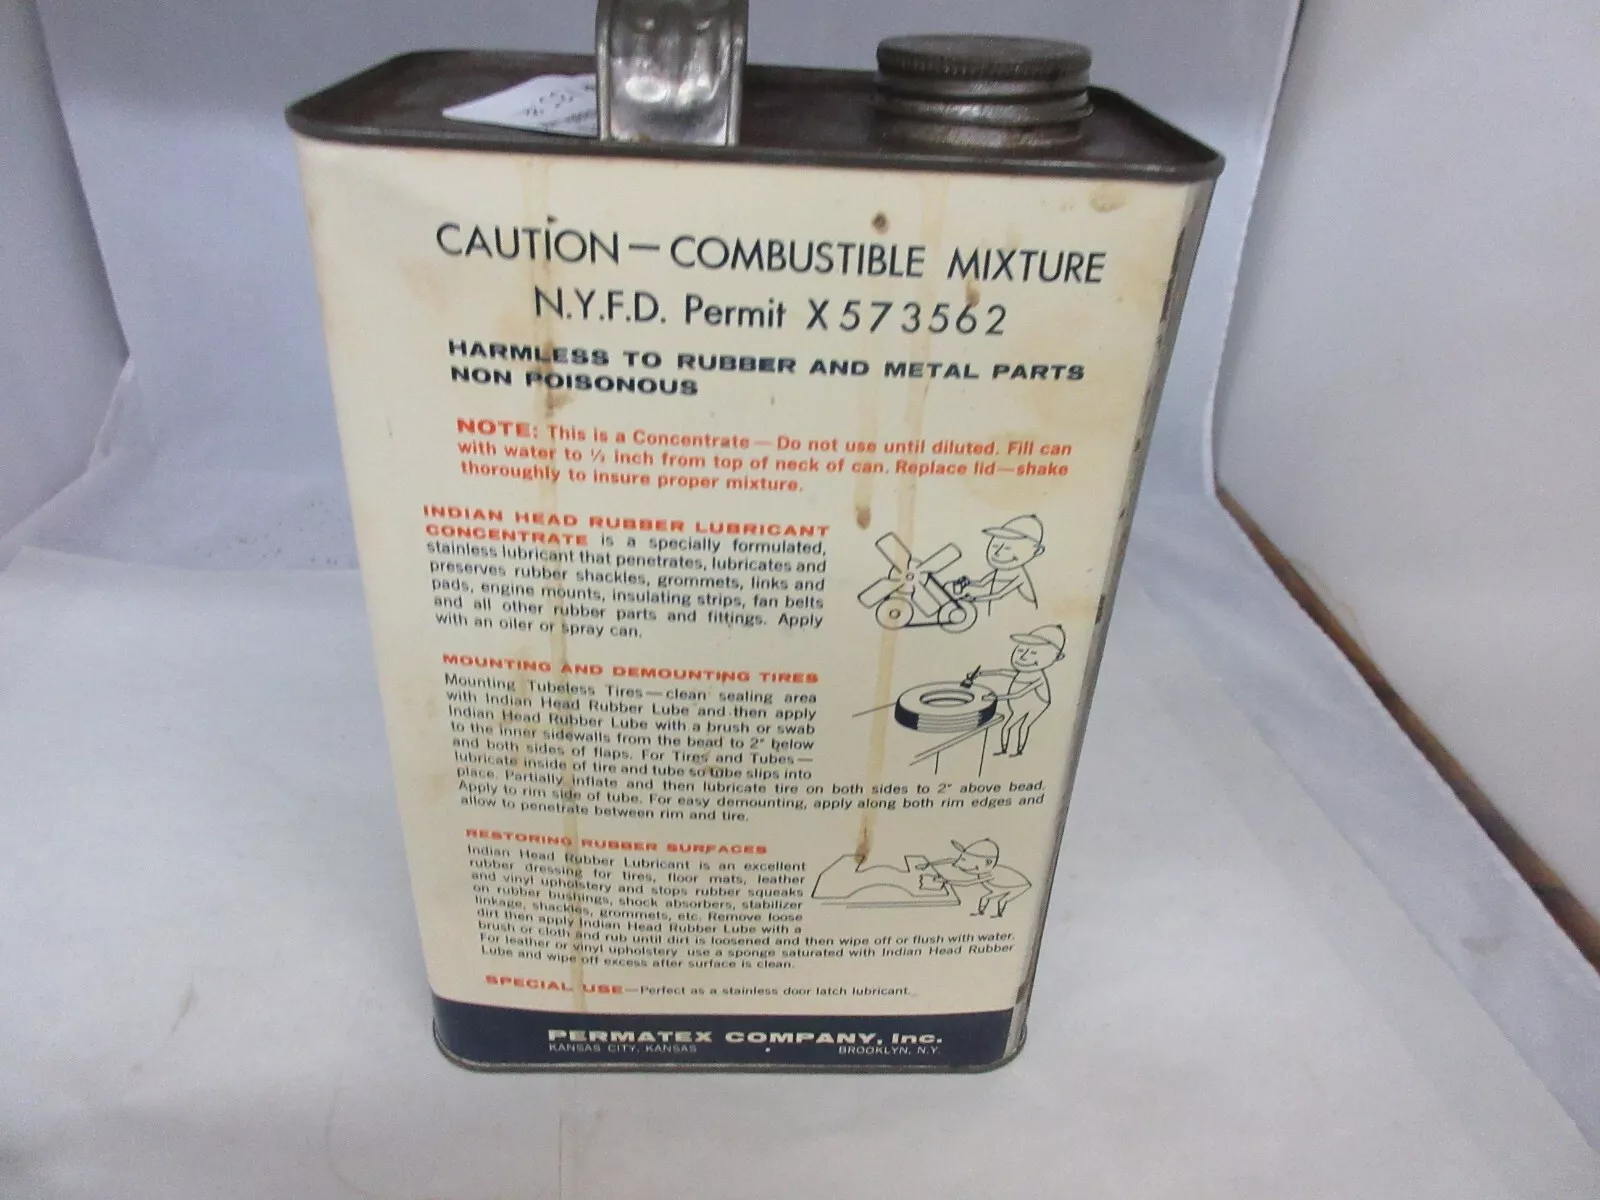 CAUTION — COMBUSTIBLE MIXTURE
N.Y.F.D. Permit X573562
HARMLESS TO RUBBER AND METAL PARTS
NON POISONOUS
NOTE: This is a Concentrate — Do not use until diluted. Fill can
with water to ½ inch from top of neck of can. Replace lid — shake
thoroughly to insure proper mixture.
INDIAN HEAD RUBBER LUBRICANT
CONCENTRATE is a specially formulated,
stainless lubricant that penetrates, lubricates and
preserves rubber shackles, grommets, links and
pads, engine mounts, insulating strips, fan belts
and all other rubber parts and fittings. Apply
with an oiler or spray can.
MOUNTING AND DEMOUNTING TIRES
Mounting Tubeless Tires — clean sealing area
with Indian Head Rubber Lube and then apply
Indian Head Rubber Lube with a brush or swab
to the inner sidewalls from the bead to 2" below
and both sides of flaps. For Tires and Tubes —
lubricate inside of tire and tube so tube slips into
place. Partially inflate and then lubricate tire on both sides to 2" above bead.
Apply to rim side of tube. For easy demounting, apply along both rim edges and
allow to penetrate between rim and tire.
RESTORING RUBBER SURFACES
Indian Head Rubber Lubricant is an excellent
rubber dressing for tires, floor mats, leather
and vinyl upholstery and stops rubber squeaks
on rubber bushings, shock absorbers, stabilizer
linkage, shackles, grommets, etc. Remove loose
dirt then apply Indian Head Rubber Lube with a
brush or cloth and rub until dirt is loosened and then wipe off or flush with water.
For leather or vinyl upholstery use a sponge saturated with Indian Head Rubber
Lube and wipe off excess after surface is clean.
SPECIAL USE — Perfect as a stainless door latch lubricant.
PERMATEX COMPANY, Inc.
KANSAS CITY, KANSAS • BROOKLYN, N.Y.